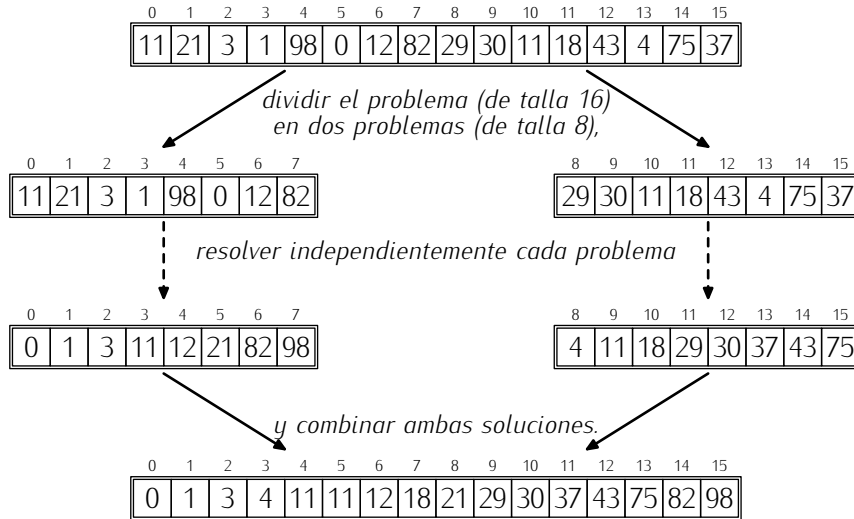 0 1 2 3 4 5 6 7 8 9 10 11 12 13 14 15
11 21 3 1 98 0 12 82 29 30 11 18 43 4 75 37
dividir el problema (de talla 16)
en dos problemas (de talla 8),
0 1 2 3 4 5 6 7
11 21 3 1 98 0 12 82
8 9 10 11 12 13 14 15
29 30 11 18 43 4 75 37
resolver independientemente cada problema
0 1 2 3 4 5 6 7
0 1 3 11 12 21 82 98
8 9 10 11 12 13 14 15
4 11 18 29 30 37 43 75
y combinar ambas soluciones.
0 1 2 3 4 5 6 7 8 9 10 11 12 13 14 15
0 1 3 4 11 11 12 18 21 29 30 37 43 75 82 98